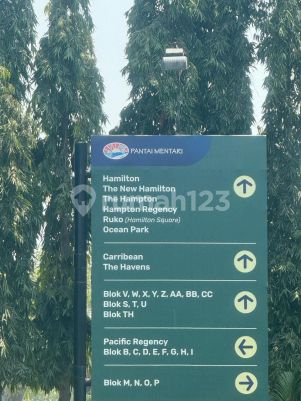 PANTAI MENTARI
Hamilton
The New Hamilton
The Hampton
Hampton Regency
Ruko (Hamilton Square)
Ocean Park
rumah123
Carribean
The Havens
Blok V, W, X, Y, Z, AA, BB, CC
Blok S, T, U
Blok TH
Pacific Regency
Blok B, C, D, E, F, G, H, I
Blok M, N, O, P